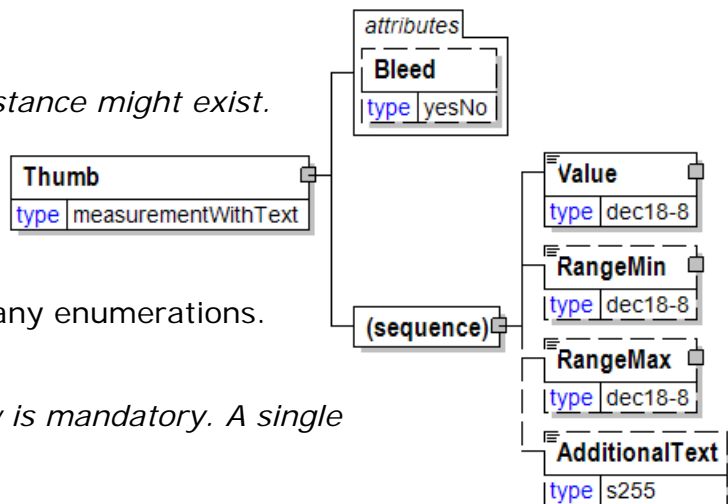 attributes
Bleed
type yesNo
stance might exist.
Thumb
type measurementWithText
Value
type dec18-8
RangeMin
type dec18-8
any enumerations.
(sequence)
RangeMax
type dec18-8
is mandatory. A single
AdditionalText
type s255